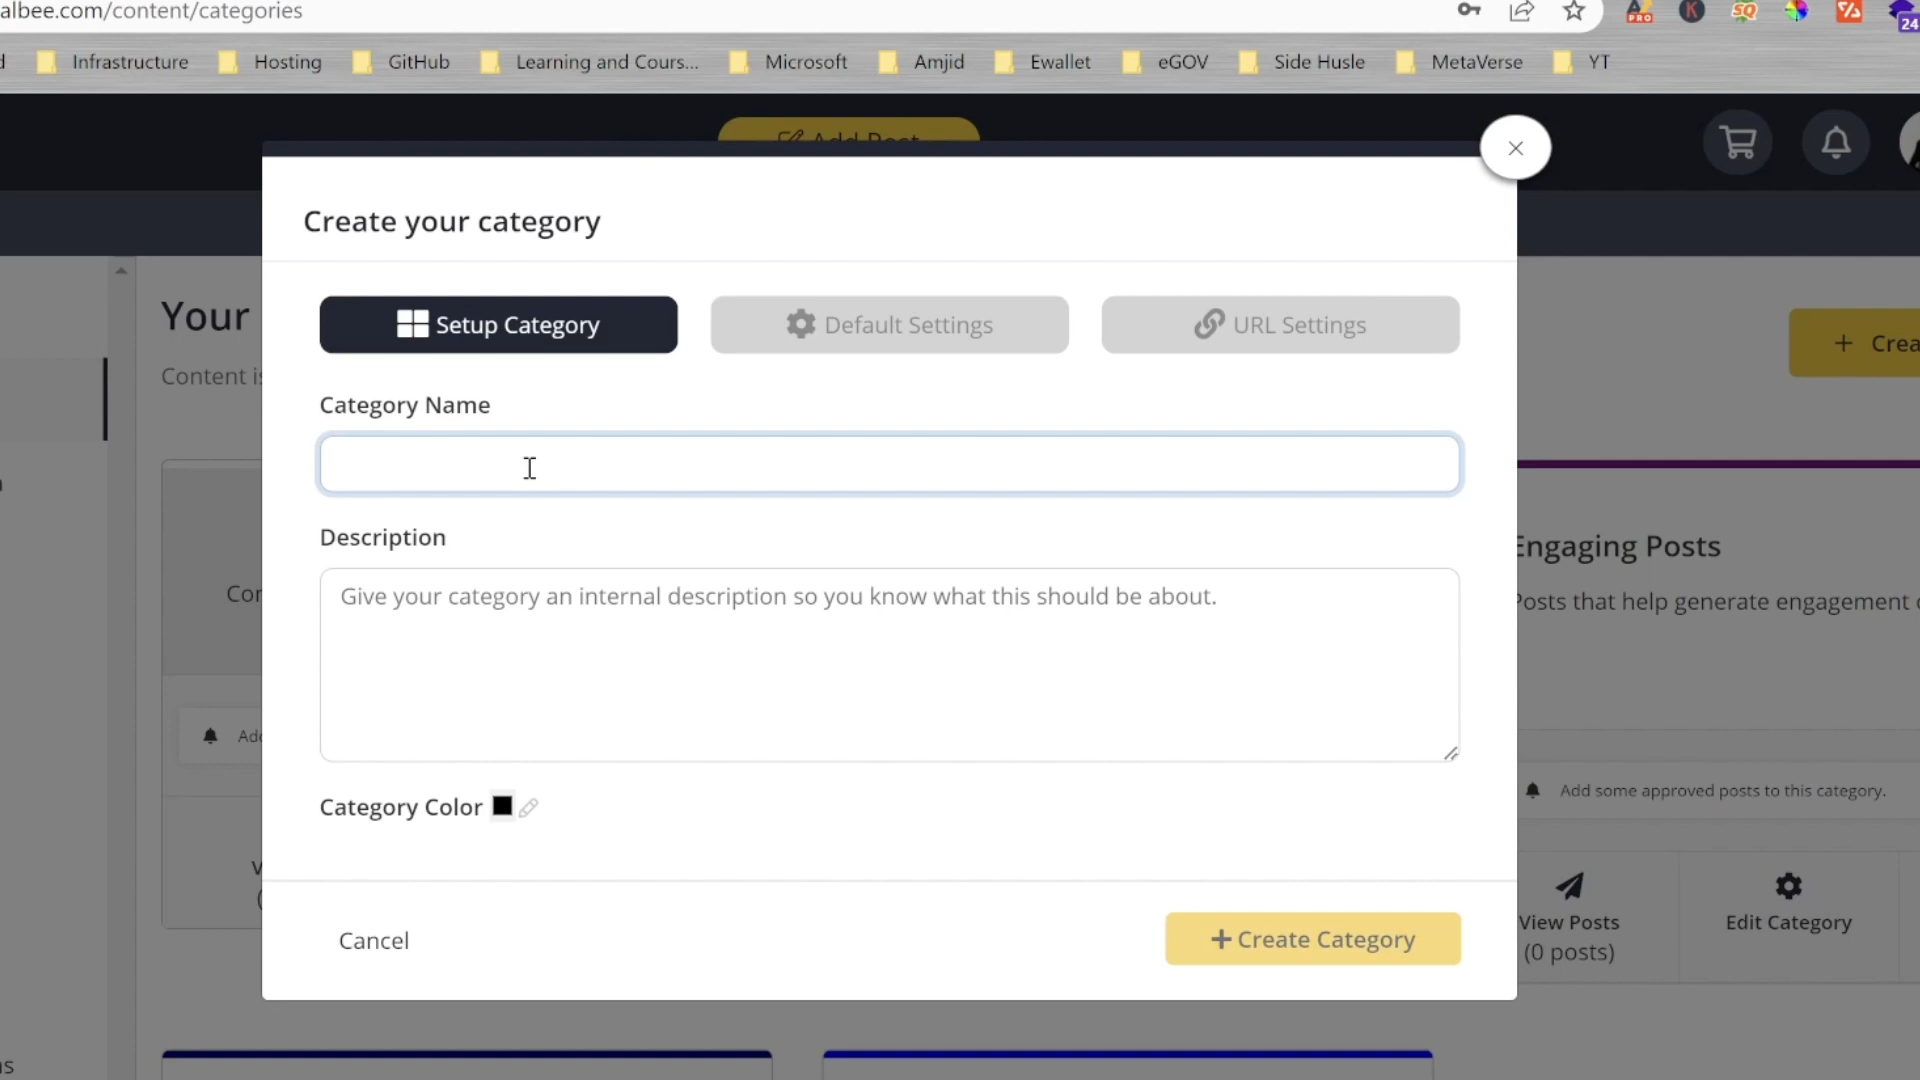 albee.com/content/categories
24
Infrastructure Hosting GitHub Learning and Cours... Microsoft Amjid Ewallet eGOV Side Husle MetaVerse YT
Add Post
Create your category
Setup Category Default Settings URL Settings
Your
Content is
+ Crea
Category Name
Description
Give your category an internal description so you know what this should be about.
Engaging Posts
Posts that help generate engagement
Con
Add
Add some approved posts to this category.
Category Color
View Posts
(0 posts)
Edit Category
Cancel
+ Create Category